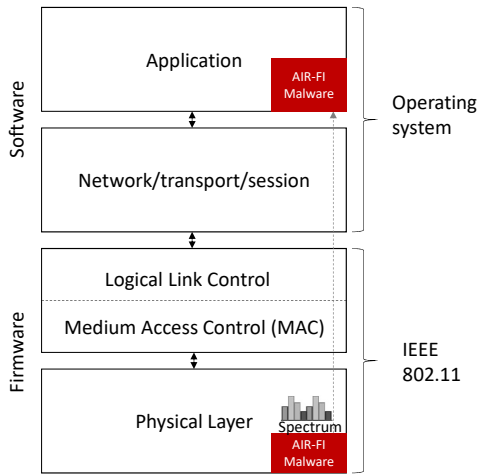 Application
AIR-FI
Malware
Software
Operating
system
Network/transport/session
Logical Link Control
Medium Access Control (MAC)
Firmware
IEEE
802.11
Physical Layer
Spectrum
AIR-FI
Malware